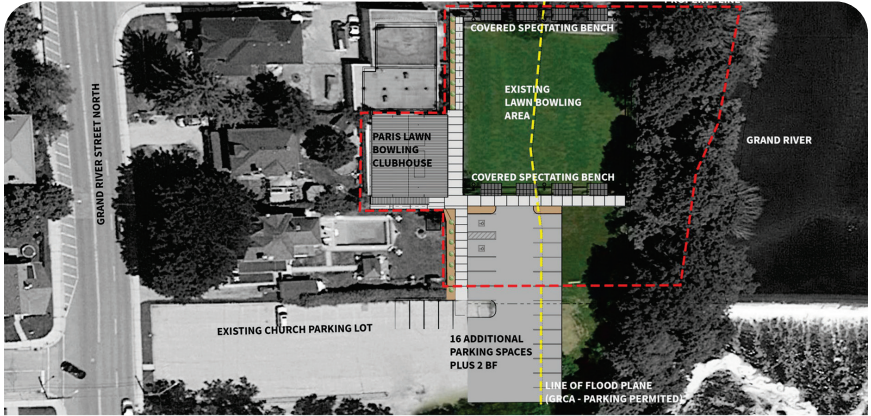 COVERED SPECTATING BENCH
EXISTING
LAWN BOWLING
AREA
PARIS LAWN
BOWLING
CLUBHOUSE
GRAND RIVER STREET NORTH
GRAND RIVER
COVERED SPECTATING BENCH
EXISTING CHURCH PARKING LOT
16 ADDITIONAL
PARKING SPACES
PLUS 2 BF
LINE OF FLOOD PLANE
(GRCA - PARKING PERMITED)